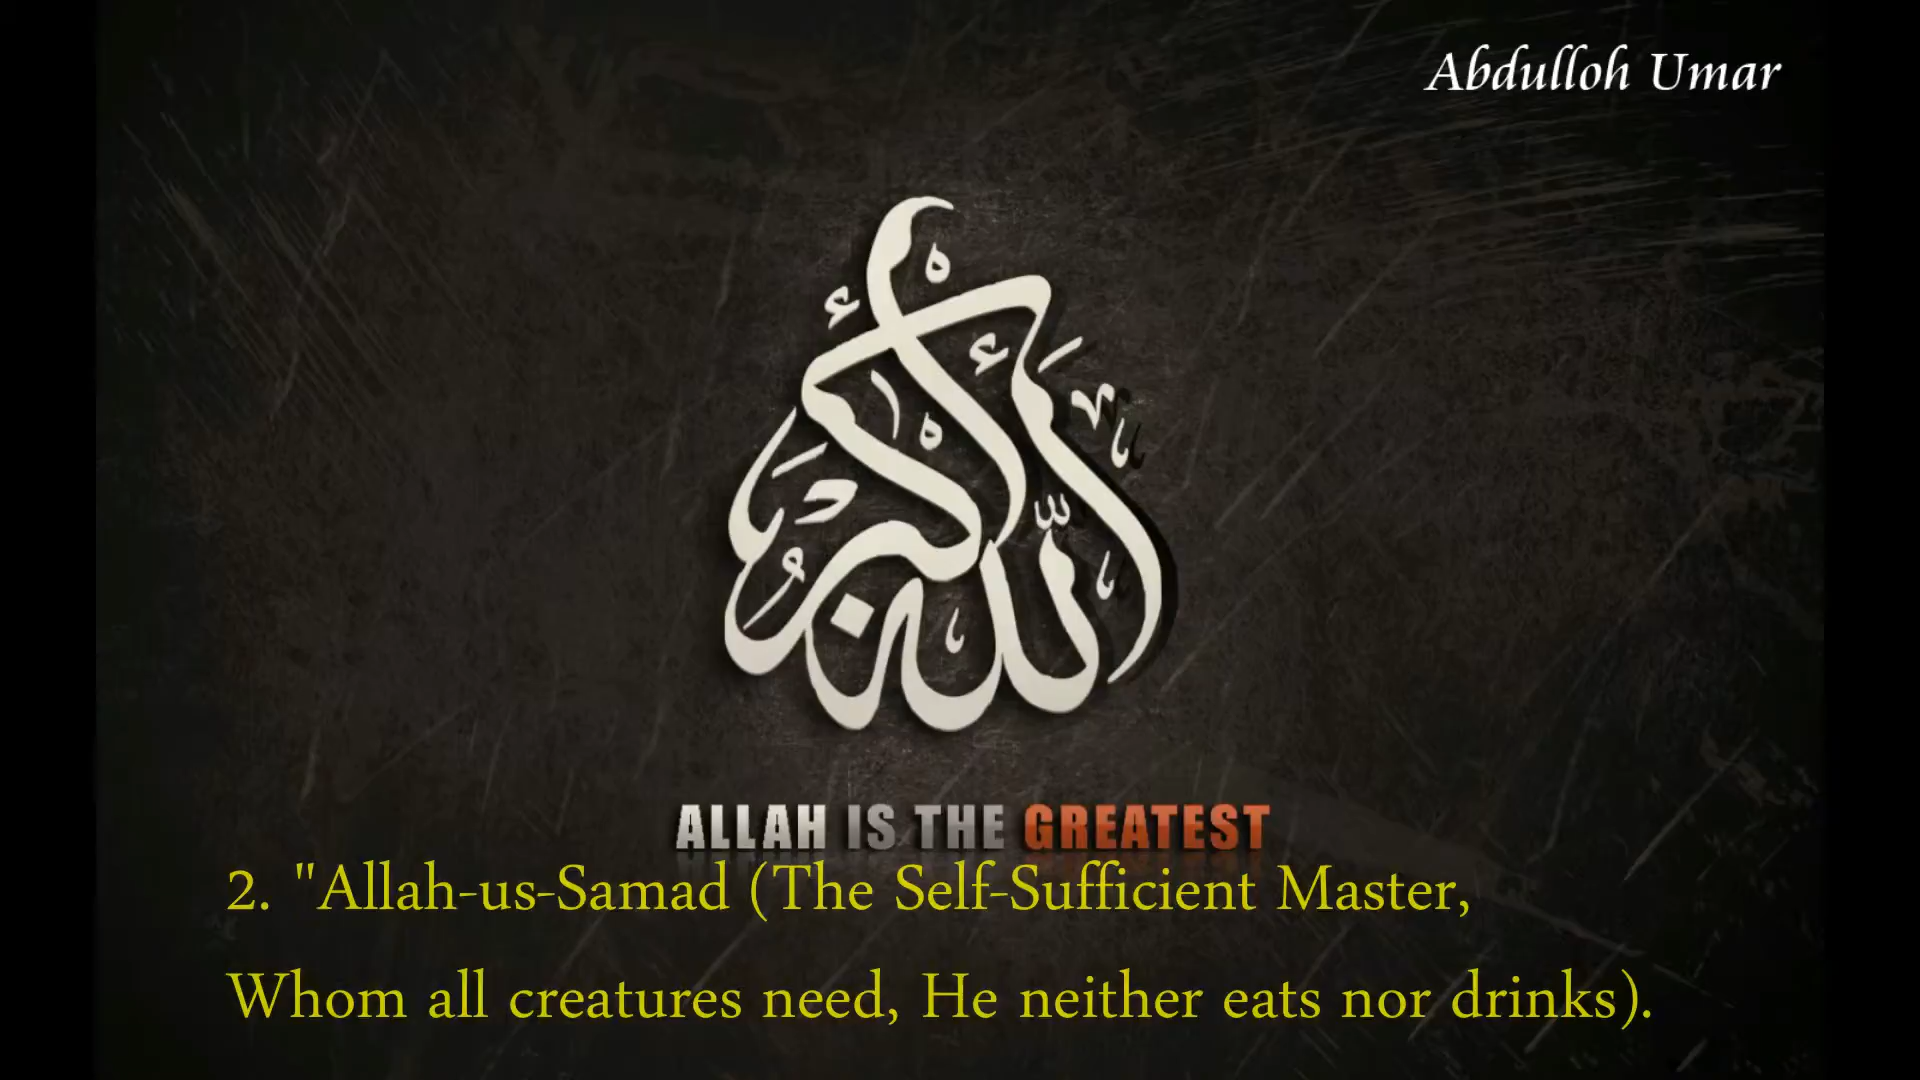 Abdulloh Umar
الله أكبر
ALLAH IS THE GREATEST
2. "Allah-us-Samad (The Self-Sufficient Master,
Whom all creatures need, He neither eats nor drinks).